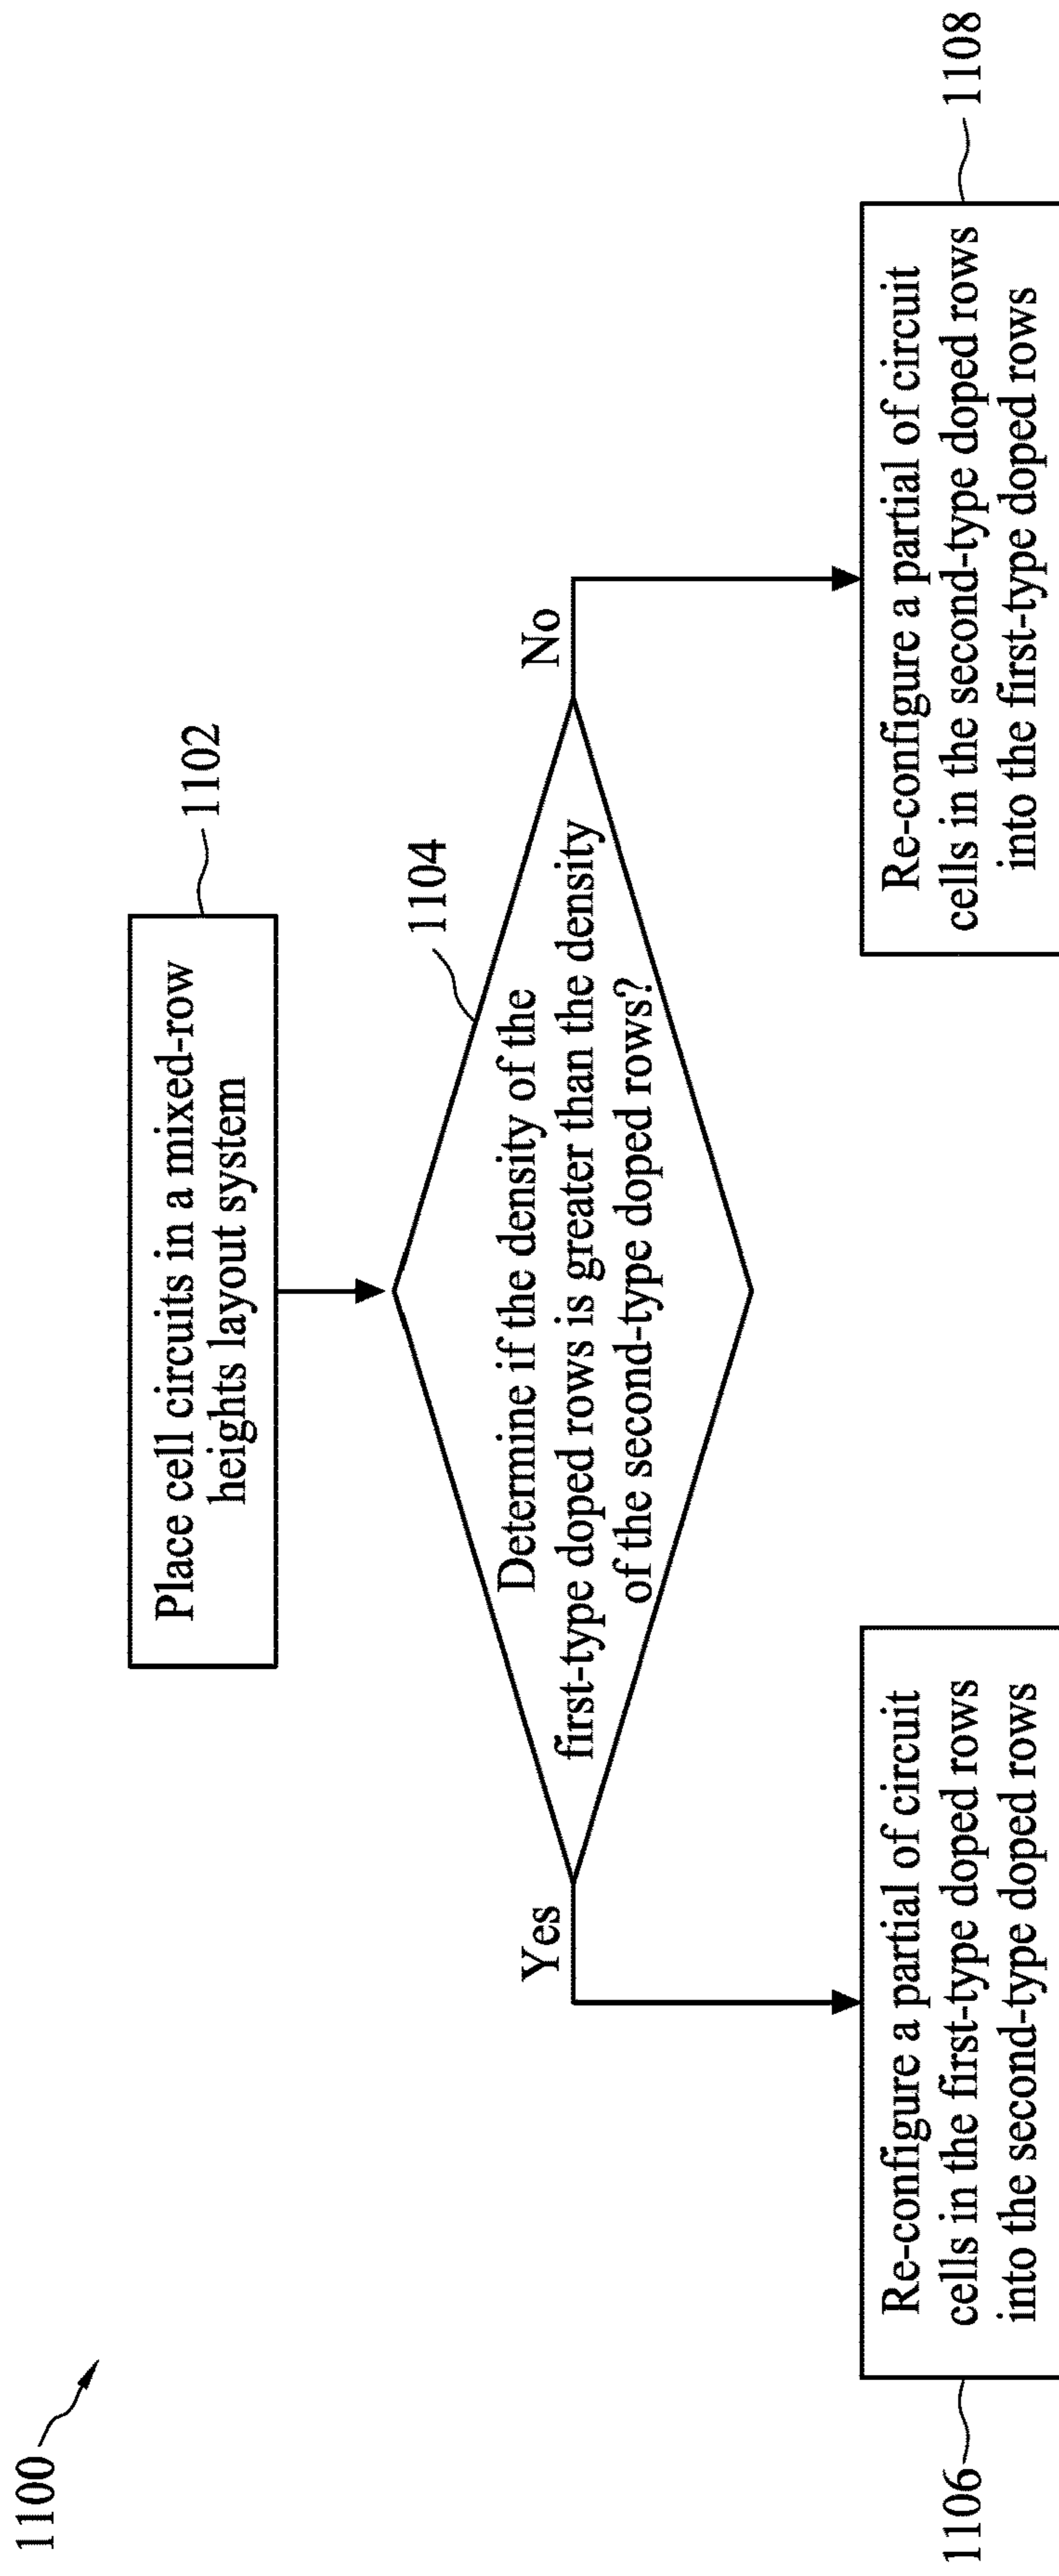 1100
Place cell circuits in a mixed-row
heights layout system
1102
1104
Determine if the density of the
first-type doped rows is greater than the density
of the second-type doped rows?
Yes
No
Re-configure a partial of circuit
cells in the first-type doped rows
into the second-type doped rows
1106
Re-configure a partial of circuit
cells in the second-type doped rows
into the first-type doped rows
1108